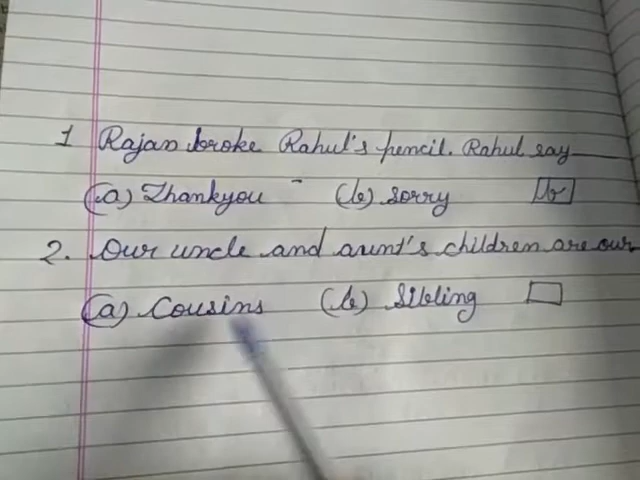 1 Rajan broke Rahul's pencil. Rahul say
(a) Thankyou (b) sorry b
2. Our uncle and aunt's children are our
(a) Cousins (b) Sibling